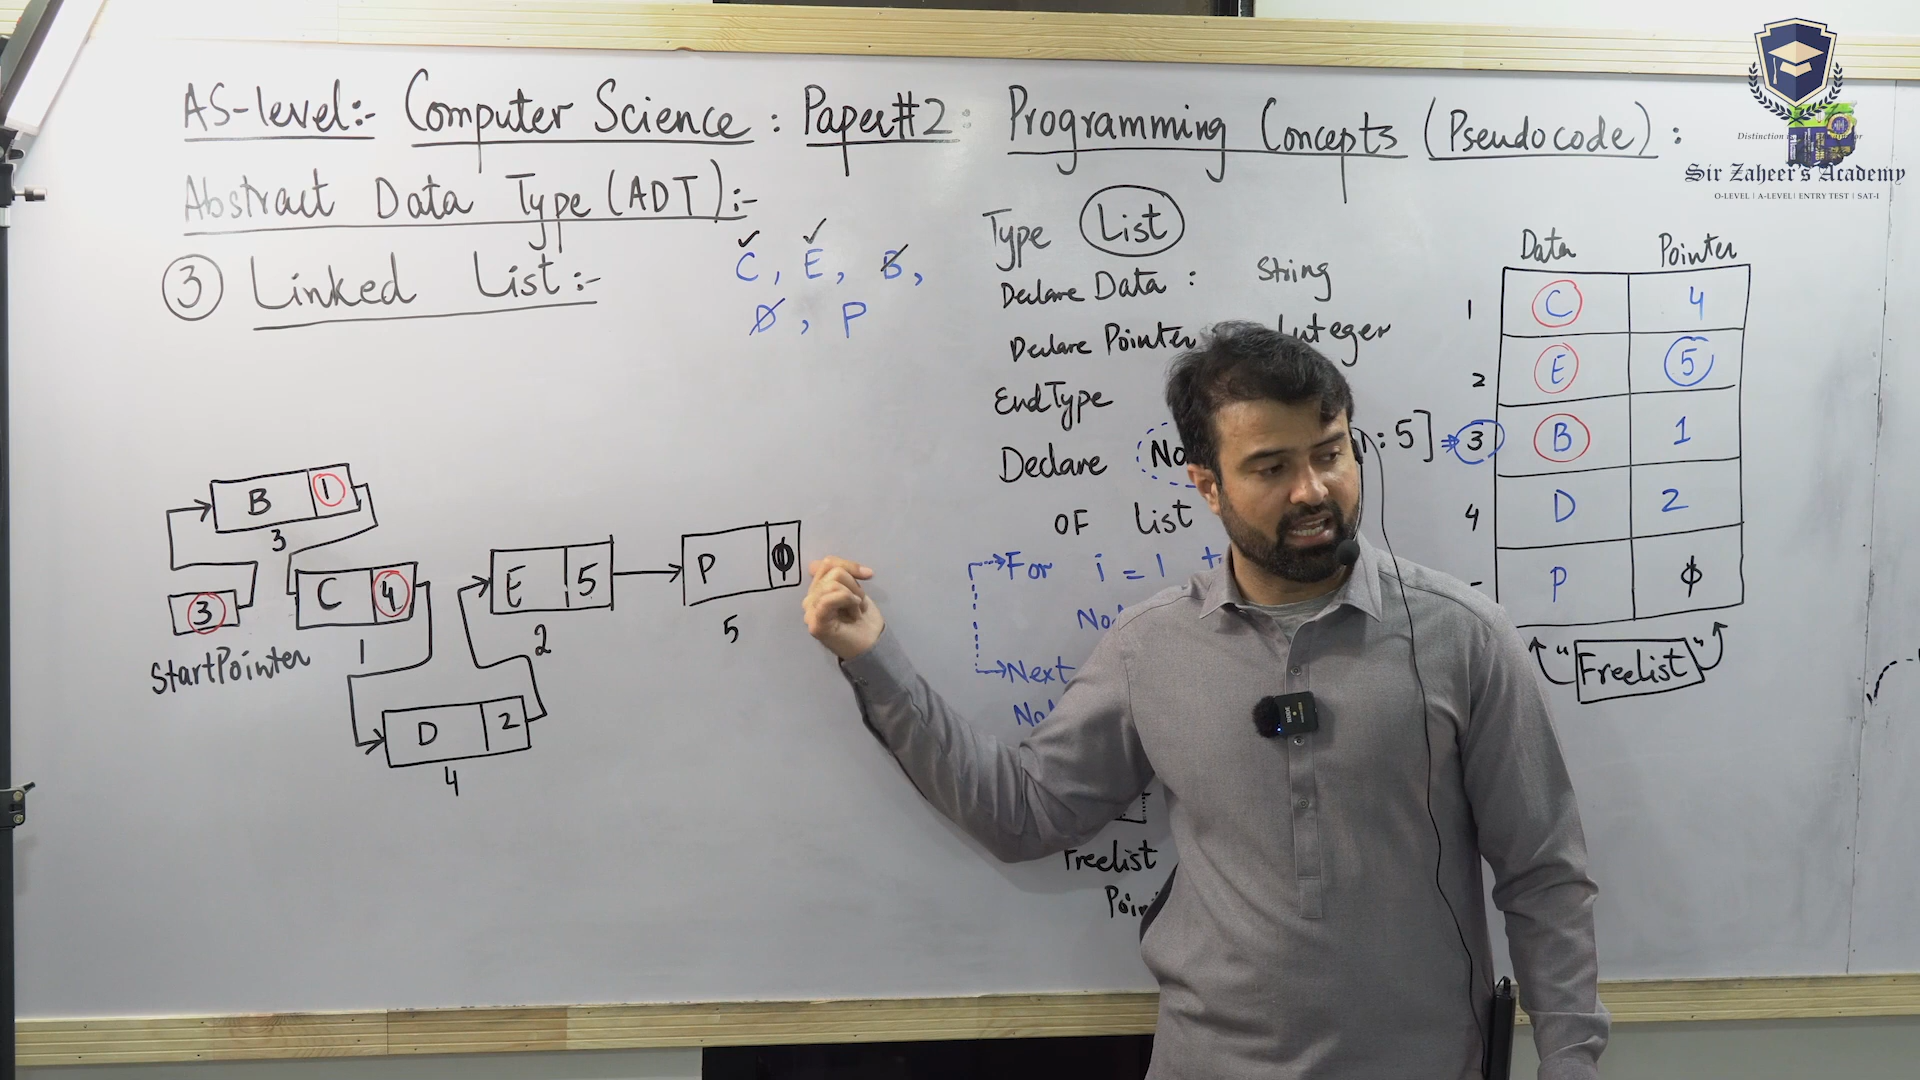 AS-level:- Computer Science : Paper#2 : Programming Concepts (Pseudocode) :
Abstract Data Type (ADT):-
③ Linked List:-
C, E, B,
D, P
Type List
Declare Data : String
Declare Pointer Integer
EndType
Declare No :5] ⇒ 3
OF List
For i = 1
Next
Freelist
Data Pointer
1 C 4
2 E 5
3 B 1
4 D 2
P φ
"Freelist"
B 1
3
3
StartPointer
C 4
1
D 2
4
E 5
2
P φ
5
Sir Zaheer's Academy
O-LEVEL | A-LEVEL | ENTRY TEST | SAT-I